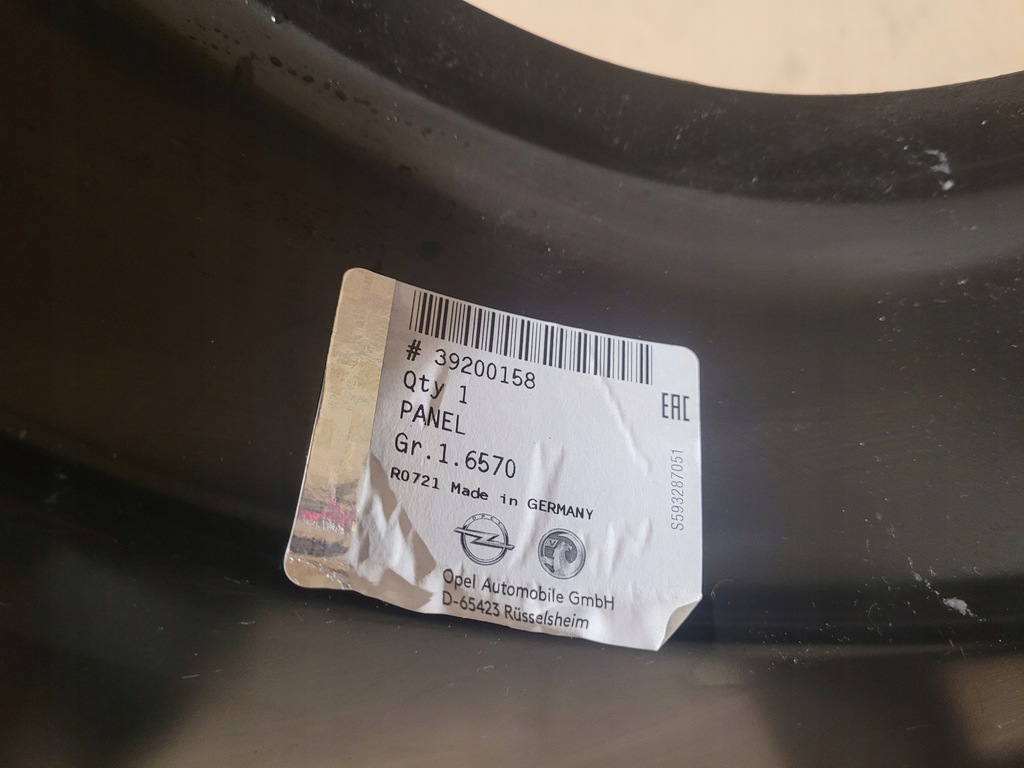 # 39200158
Qty 1
PANEL
Gr.1.6570
R0721 Made in GERMANY
Opel Automobile GmbH
D-65423 Rüsselsheim
EAC
S593287051